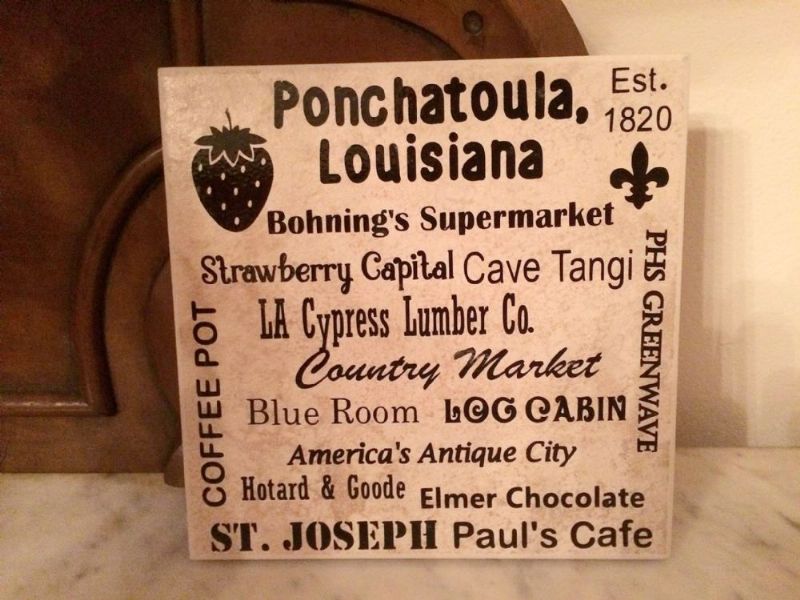 Ponchatoula,
Louisiana
Est.
1820
Bohning's Supermarket
Strawberry Capital Cave Tangi
PHS GREENWAVE
LA Cypress Lumber Co.
Country Market
COFFEE POT
Blue Room LOG CABIN
America's Antique City
Hotard & Goode Elmer Chocolate
ST. JOSEPH Paul's Cafe